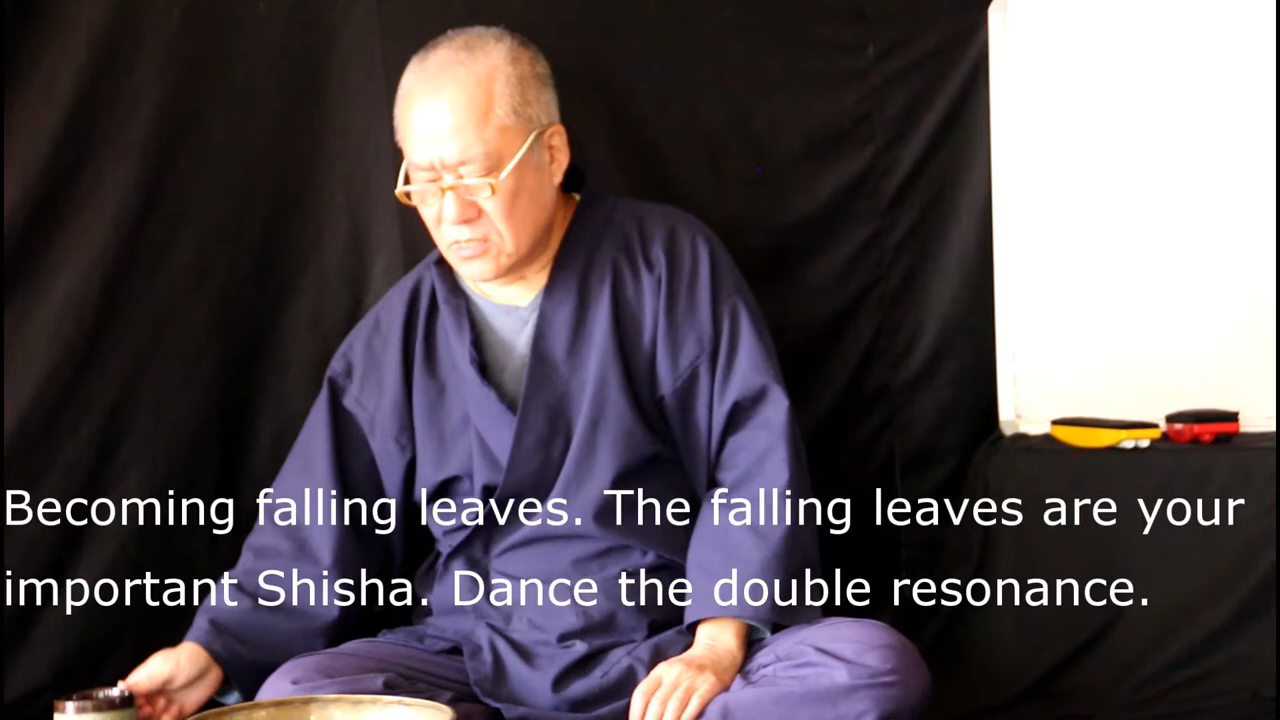 Becoming falling leaves. The falling leaves are your
important Shisha. Dance the double resonance.